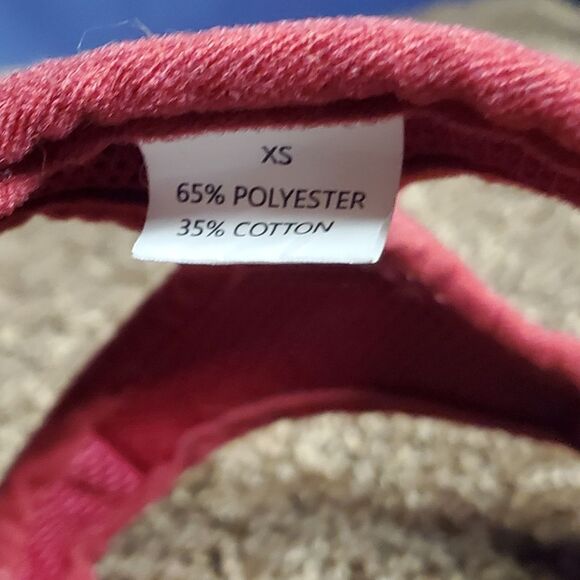 XS
65% POLYESTER
35% COTTON